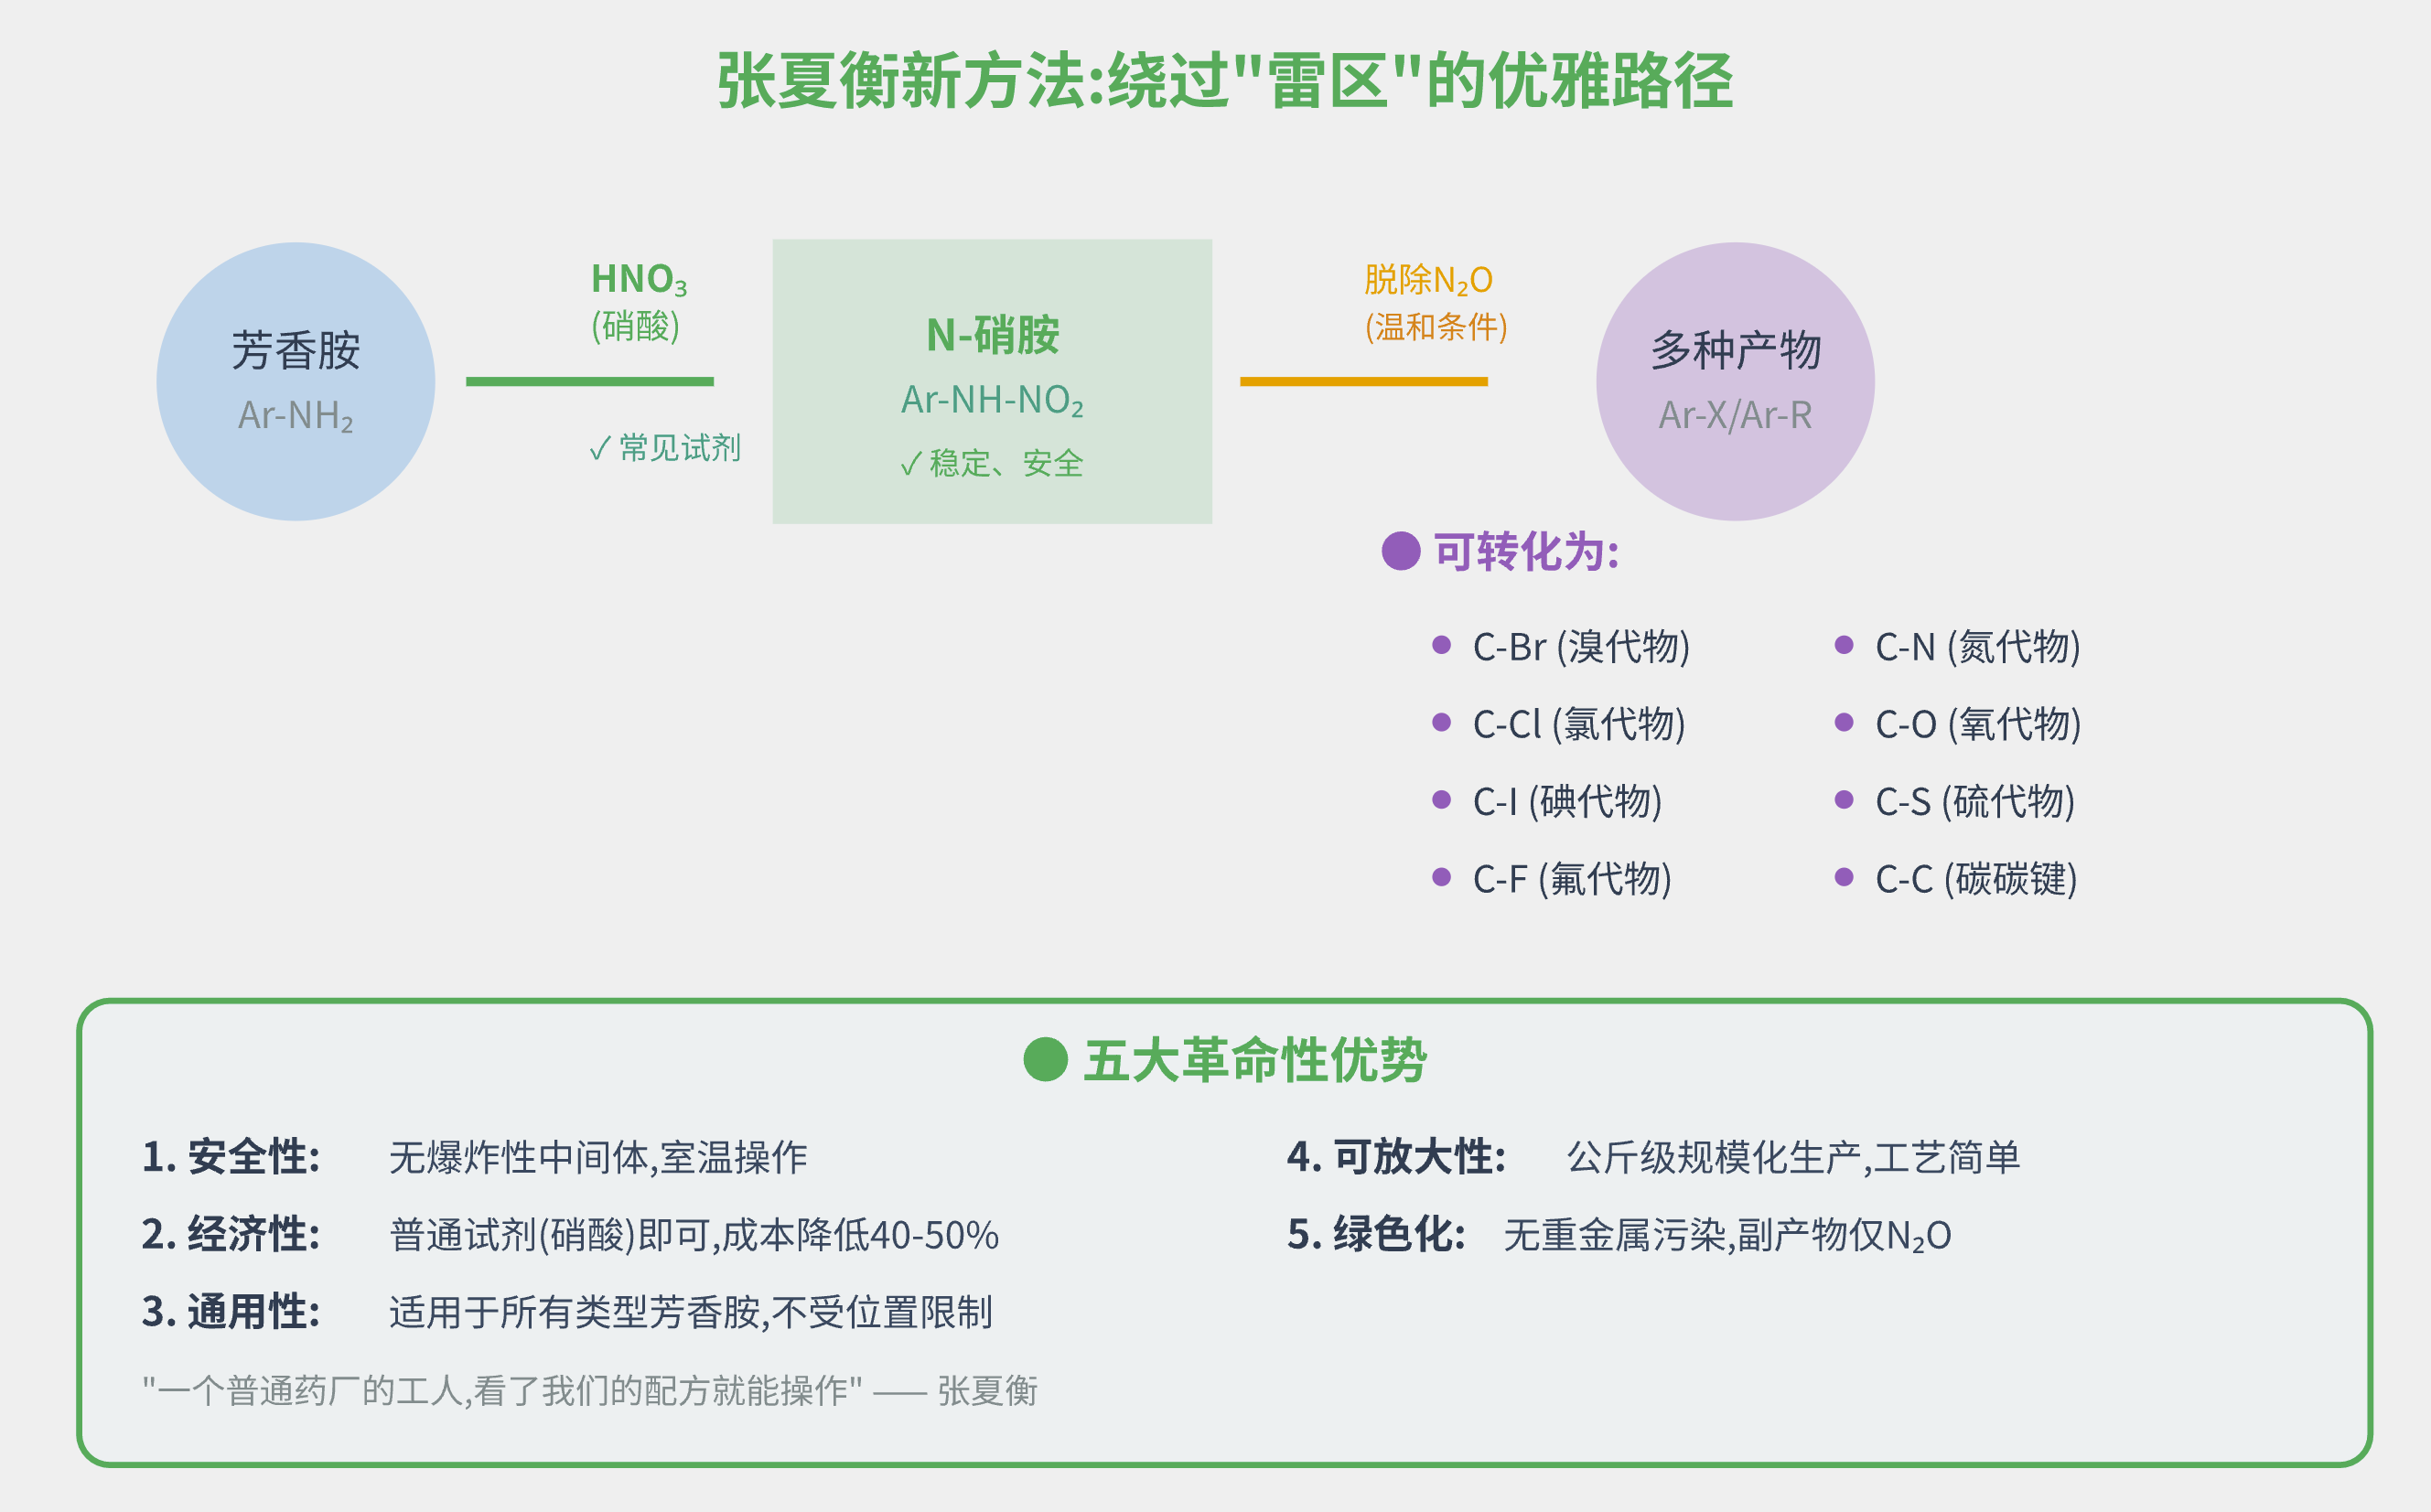 张夏衡新方法:绕过"雷区"的优雅路径
芳香胺
Ar-NH₂
HNO₃
(硝酸)
✓ 常见试剂
N-硝胺
Ar-NH-NO₂
✓ 稳定、安全
脱除N₂O
(温和条件)
多种产物
Ar-X/Ar-R
可转化为:
C-Br (溴代物)
C-Cl (氯代物)
C-I (碘代物)
C-F (氟代物)
C-N (氮代物)
C-O (氧代物)
C-S (硫代物)
C-C (碳碳键)
五大革命性优势
1. 安全性: 无爆炸性中间体,室温操作
2. 经济性: 普通试剂(硝酸)即可,成本降低40-50%
3. 通用性: 适用于所有类型芳香胺,不受位置限制
4. 可放大性: 公斤级规模化生产,工艺简单
5. 绿色化: 无重金属污染,副产物仅N₂O
"一个普通药厂的工人,看了我们的配方就能操作" —— 张夏衡